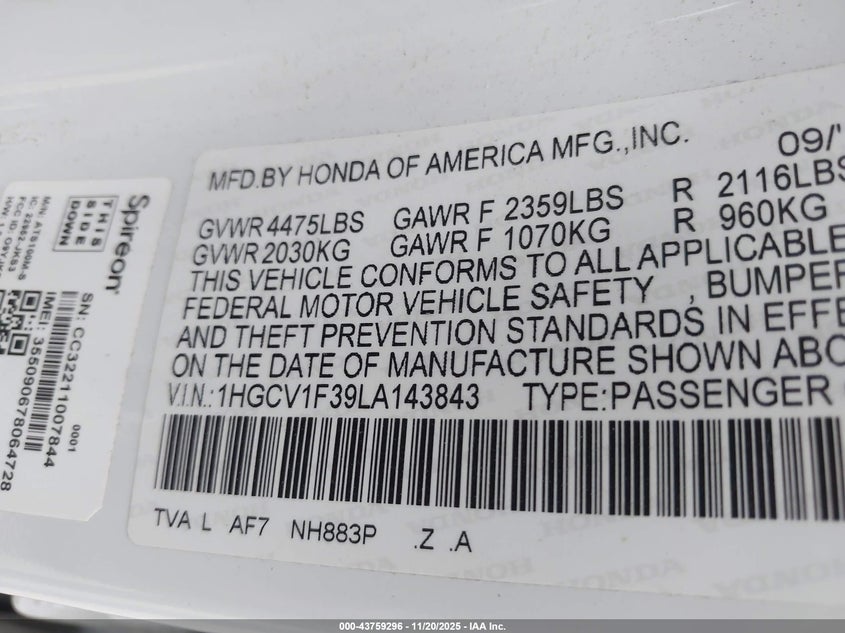 MFD.BY HONDA OF AMERICA MFG.,INC. 09/'
GVWR 4475LBS GAWR F 2359LBS R 2116LBS
GVWR 2030KG GAWR F 1070KG R 960KG
THIS VEHICLE CONFORMS TO ALL APPLICABLE
FEDERAL MOTOR VEHICLE SAFETY , BUMPER
AND THEFT PREVENTION STANDARDS IN EFFE
ON THE DATE OF MANUFACTURE SHOWN ABO
V.I.N.:1HGCV1F39LA143843 TYPE:PASSENGER
TVA L AF7 NH883P .Z .A
Spireon
THIS
SIDE
DOWN
SN: CC32211007844
0001
IMEI: 355090678064728
000-43759296 - 11/20/2025 - IAA Inc.